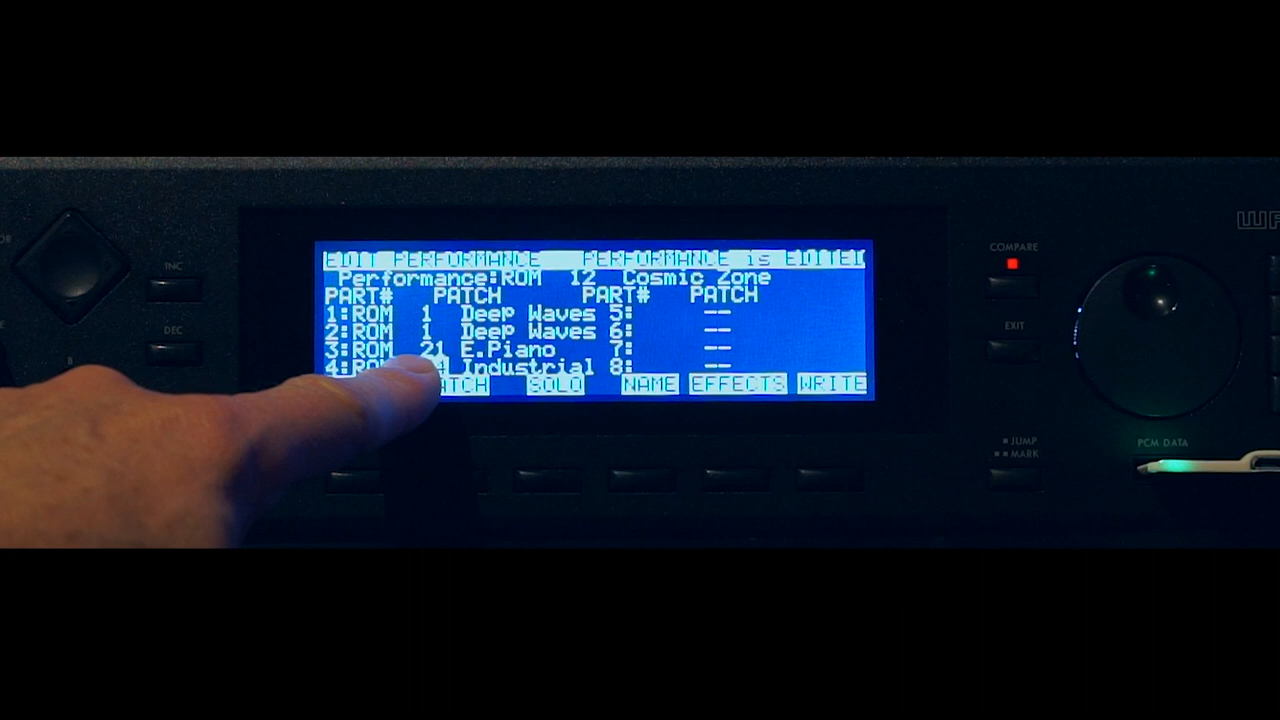 EDIT PERFORMANCE PERFORMANCE is EDITED
Performance:ROM 12 Cosmic Zone
PART# PATCH PART# PATCH
1:ROM 1 Deep Waves 5: --
2:ROM 1 Deep Waves 6: --
3:ROM 21 E.Piano 7: --
4: Industrial 8: --
SOLO NAME EFFECTS WRITE
INC
DEC
COMPARE
EXIT
JUMP
MARK
PCM DATA